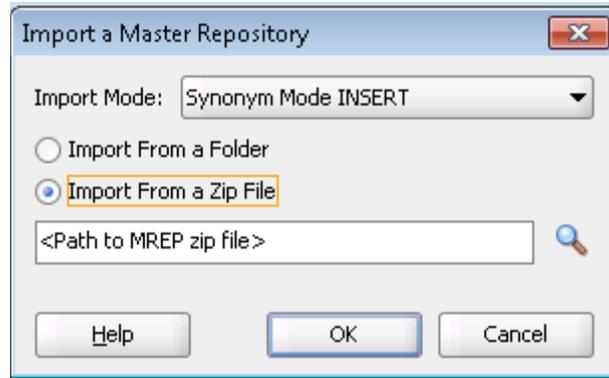 Import a Master Repository
Import Mode: Synonym Mode INSERT
Import From a Folder
Import From a Zip File
<Path to MREP zip file>
Help OK Cancel